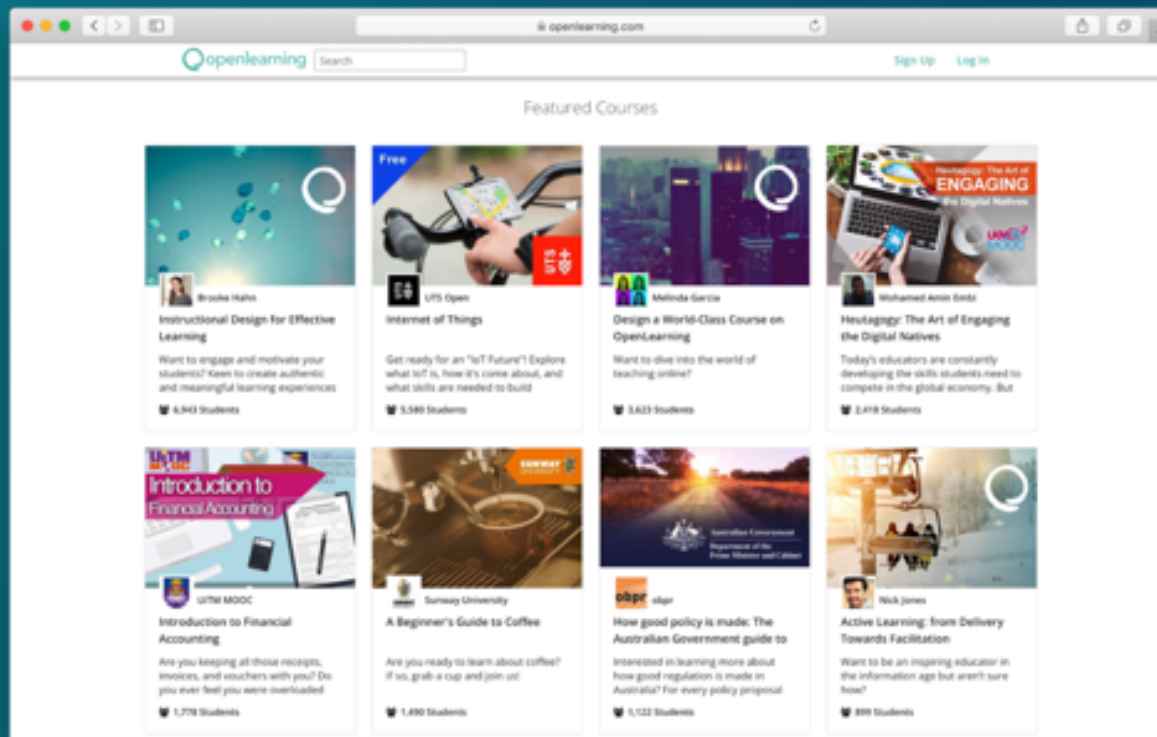 openlearning.com
openlearning
Search
Sign Up
Log In
Featured Courses
Brooke Hahn
Instructional Design for Effective
Learning
Want to engage and motivate your
students? Keen to create authentic
and meaningful learning experiences
6,943 Students
Free
UTS
UTS Open
Internet of Things
Get ready for an "IoT Future"! Explore
what IoT is, how it's come about, and
what skills are needed to build
5,580 Students
Melinda Garcia
Design a World-Class Course on
OpenLearning
Want to dive into the world of
teaching online?
3,623 Students
Heutagogy: The Art of
ENGAGING
the Digital Natives
MOOC
Mohamed Amin Embi
Heutagogy: The Art of Engaging
the Digital Natives
Today's educators are constantly
developing the skills students need to
compete in the global economy. But
2,418 Students
UiTM
MOOC
Introduction to
Financial Accounting
UiTM MOOC
Introduction to Financial
Accounting
Are you keeping all those receipts,
invoices, and vouchers with you? Do
you ever feel you were overloaded
1,778 Students
SUNWAY
UNIVERSITY
Sunway University
A Beginner's Guide to Coffee
Are you ready to learn about coffee?
If so, grab a cup and join us!
1,490 Students
Australian Government
Department of the
Prime Minister and Cabinet
obpr
obpr
How good policy is made: The
Australian Government guide to
Interested in learning more about
how good regulation is made in
Australia? For every policy proposal
1,122 Students
Nick Jones
Active Learning: from Delivery
Towards Facilitation
Want to be an inspiring educator in
the information age but aren't sure
how?
899 Students